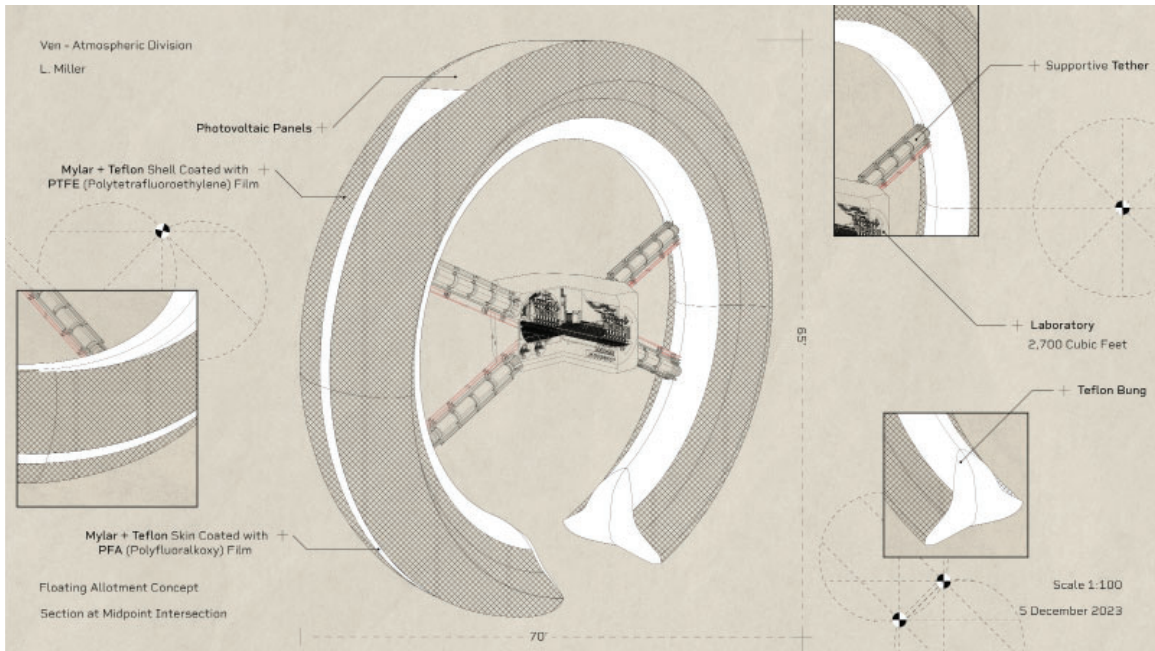 Ven - Atmospheric Division
L. Miller
Photovoltaic Panels
Mylar + Teflon Shell Coated with
PTFE (Polytetrafluoroethylene) Film
Supportive Tether
65'
Laboratory
2,700 Cubic Feet
Teflon Bung
Mylar + Teflon Skin Coated with
PFA (Polyfluoralkoxy) Film
Floating Allotment Concept
Section at Midpoint Intersection
70'
Scale 1:100
5 December 2023